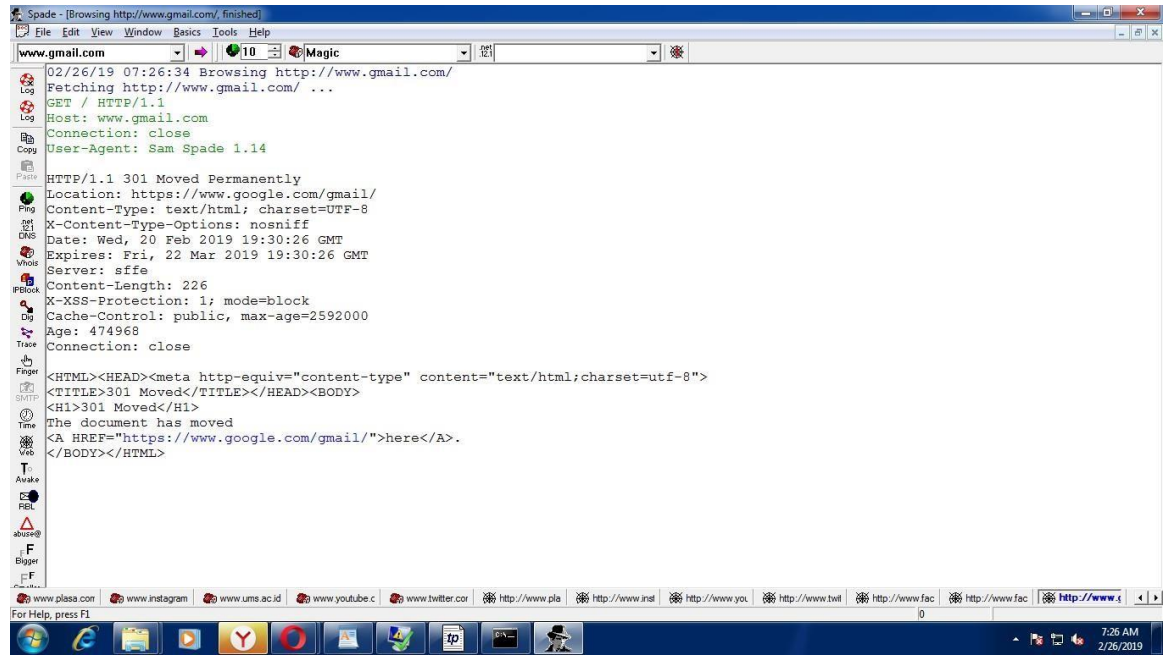 Spade - [Browsing http://www.gmail.com/, finished]
File Edit View Window Basics Tools Help
www.gmail.com 10 Magic .net 12.1
02/26/19 07:26:34 Browsing http://www.gmail.com/
Fetching http://www.gmail.com/ ...
GET / HTTP/1.1
Host: www.gmail.com
Connection: close
User-Agent: Sam Spade 1.14
HTTP/1.1 301 Moved Permanently
Location: https://www.google.com/gmail/
Content-Type: text/html; charset=UTF-8
X-Content-Type-Options: nosniff
Date: Wed, 20 Feb 2019 19:30:26 GMT
Expires: Fri, 22 Mar 2019 19:30:26 GMT
Server: sffe
Content-Length: 226
X-XSS-Protection: 1; mode=block
Cache-Control: public, max-age=2592000
Age: 474968
Connection: close
<HTML><HEAD><meta http-equiv="content-type" content="text/html;charset=utf-8">
<TITLE>301 Moved</TITLE></HEAD><BODY>
<H1>301 Moved</H1>
The document has moved
<A HREF="https://www.google.com/gmail/">here</A>.
</BODY></HTML>
Log
Log
Copy
Paste
Ping
.net
12.1
DNS
Whois
IPBlock
Dig
Trace
Finger
SMTP
Time
Web
Awake
RBL
abuse@
F F
Bigger
F F
www.plasa.com www.instagram www.ums.ac.id www.youtube.c www.twitter.cor http://www.pla http://www.inst http://www.you http://www.twit http://www.fac http://www.fac http://www.g
For Help, press F1 0
tp
7:26 AM
2/26/2019